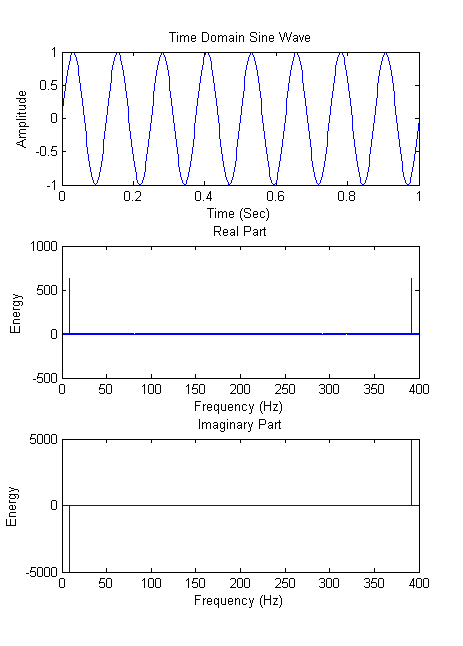 Time Domain Sine Wave
1
0.5
0
-0.5
-1
Amplitude
0 0.2 0.4 0.6 0.8 1
Time (Sec)
Real Part
1000
500
0
-500
Energy
0 50 100 150 200 250 300 350 400
Frequency (Hz)
Imaginary Part
5000
0
-5000
Energy
0 50 100 150 200 250 300 350 400
Frequency (Hz)